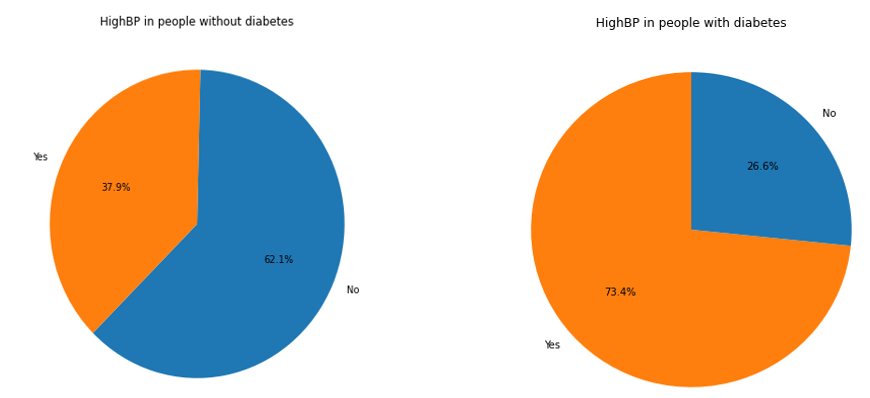 HighBP in people without diabetes
Yes
37.9%
62.1%
No
HighBP in people with diabetes
No
26.6%
73.4%
Yes